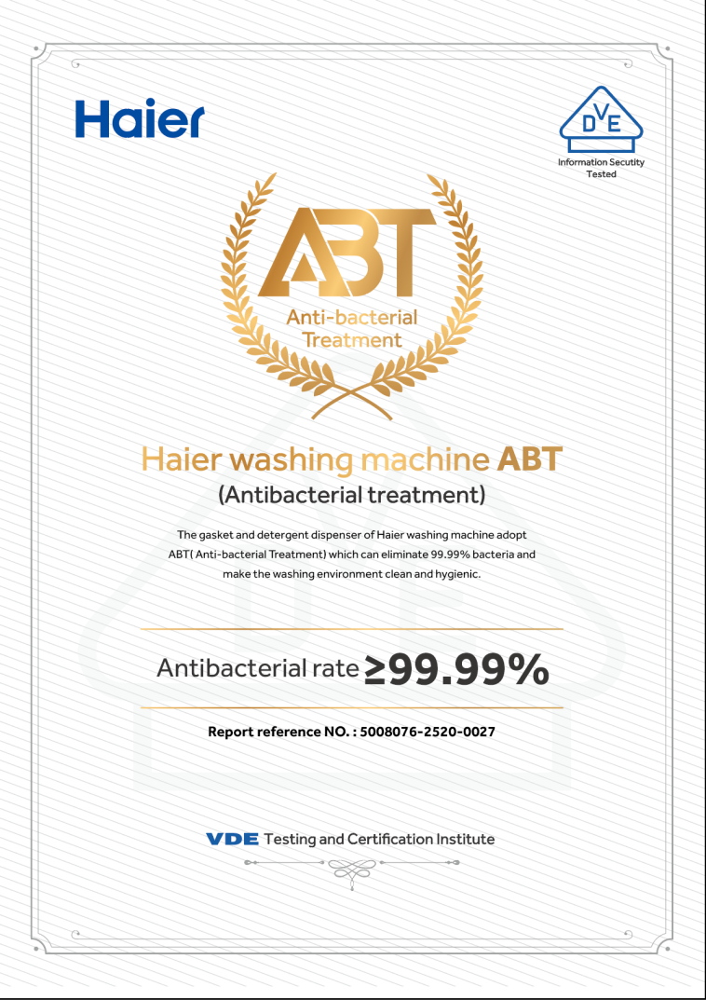 Haier
DVE
Information Secutity
Tested
ABT
Anti-bacterial
Treatment
Haier washing machine ABT
(Antibacterial treatment)
The gasket and detergent dispenser of Haier washing machine adopt
ABT( Anti-bacterial Treatment) which can eliminate 99.99% bacteria and
make the washing environment clean and hygienic.
Antibacterial rate ≥99.99%
Report reference NO. : 5008076-2520-0027
VDE Testing and Certification Institute